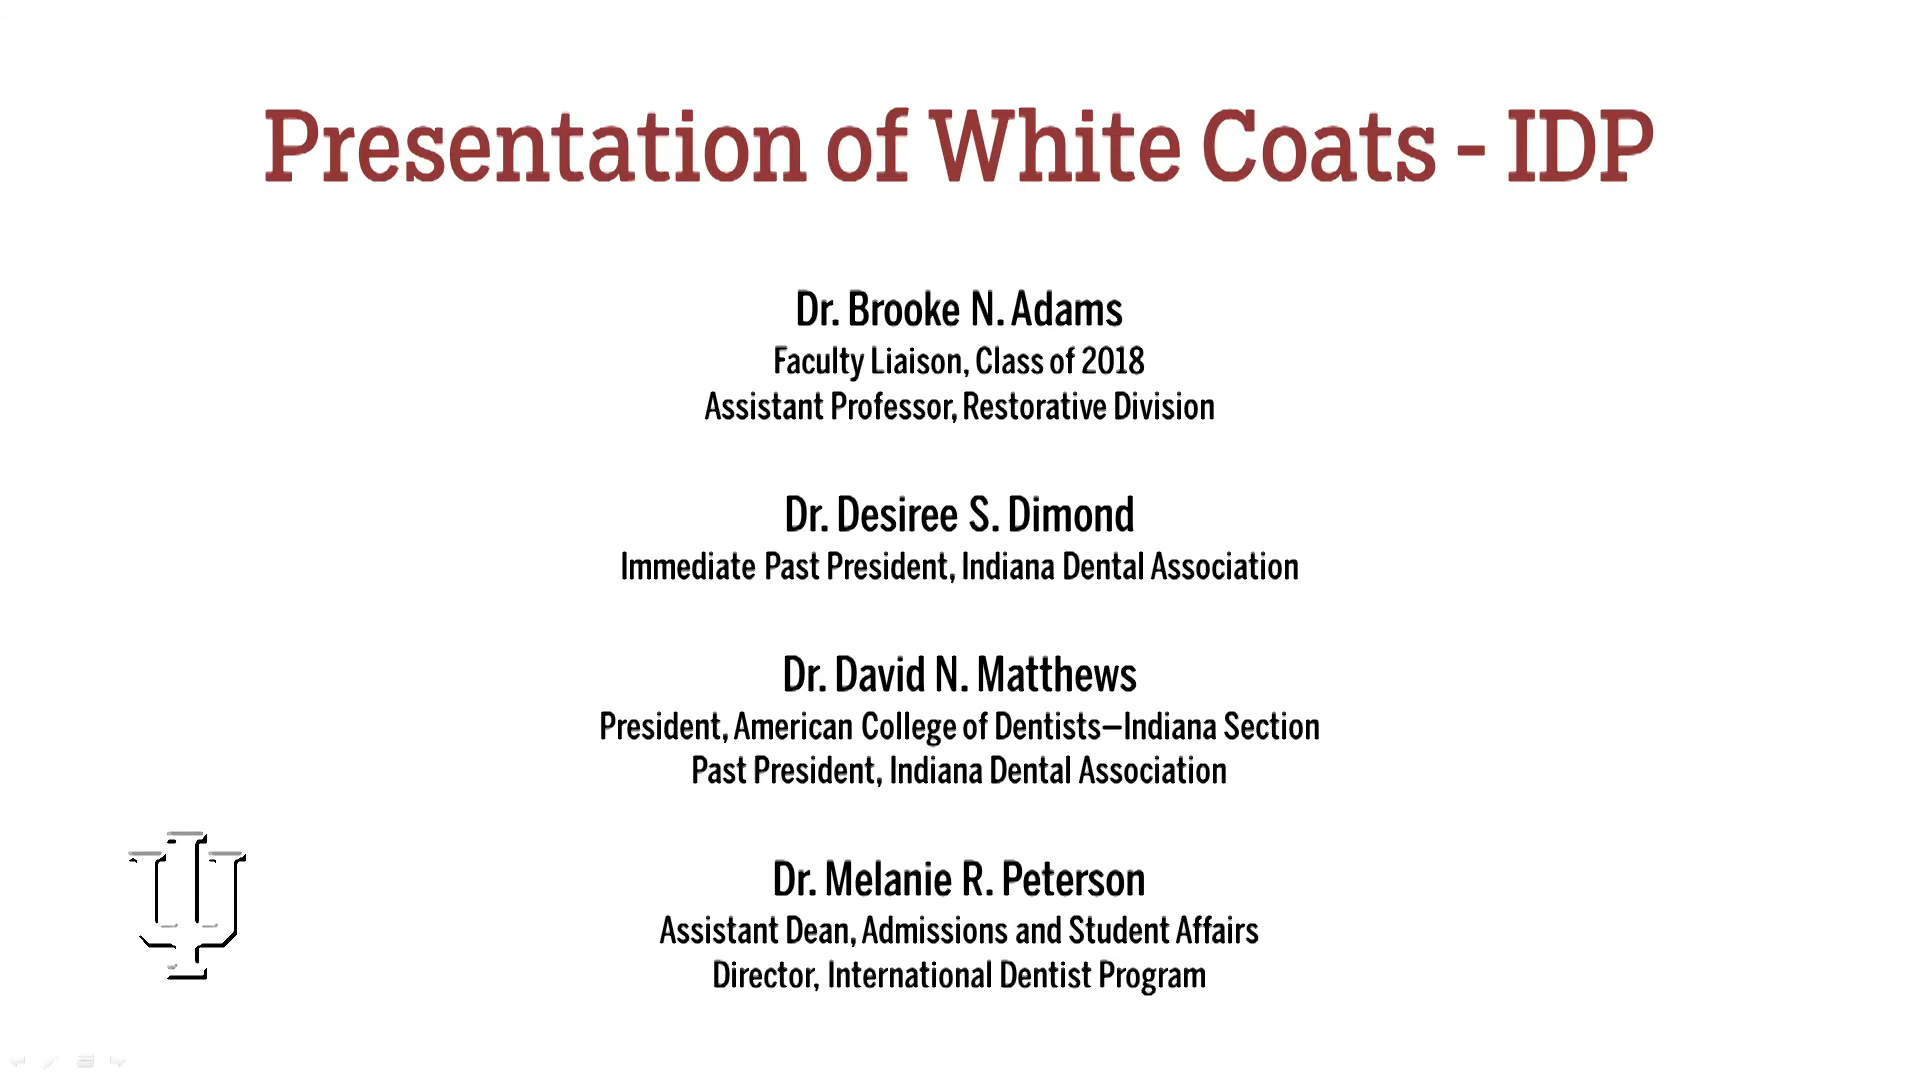 Presentation of White Coats - IDP
Dr. Brooke N. Adams
Faculty Liaison, Class of 2018
Assistant Professor, Restorative Division
Dr. Desiree S. Dimond
Immediate Past President, Indiana Dental Association
Dr. David N. Matthews
President, American College of Dentists—Indiana Section
Past President, Indiana Dental Association
Dr. Melanie R. Peterson
Assistant Dean, Admissions and Student Affairs
Director, International Dentist Program